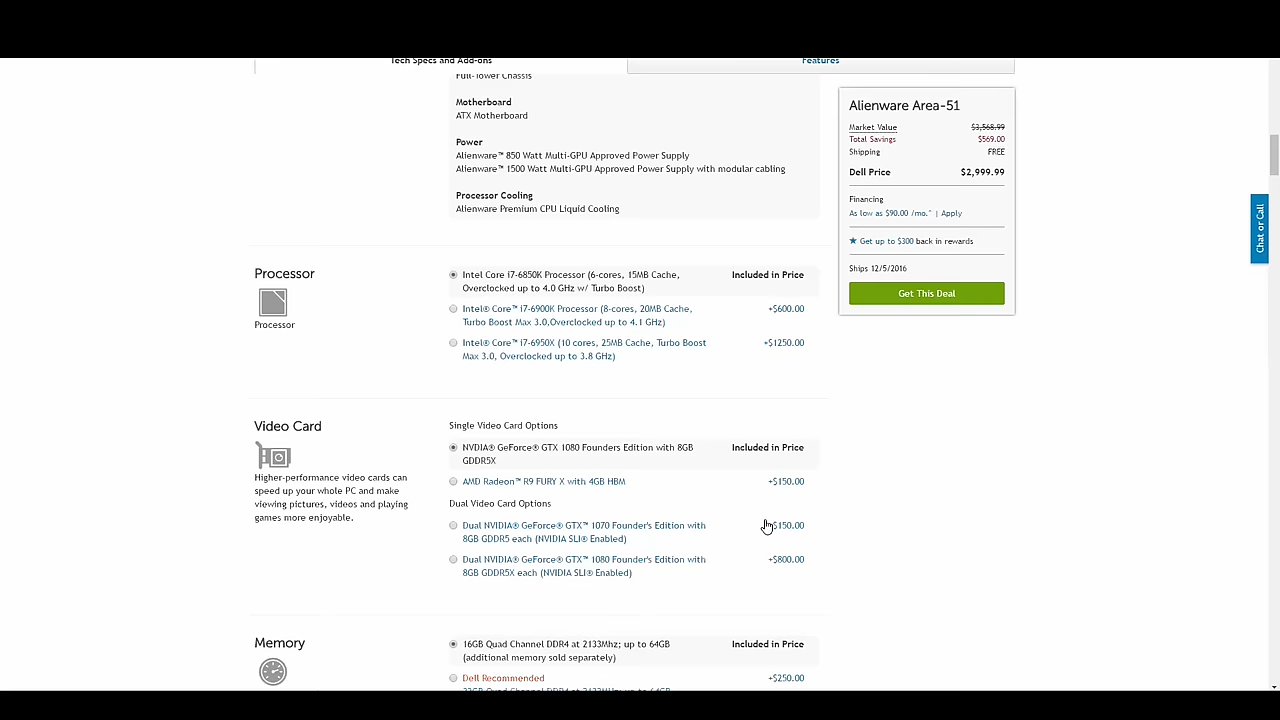 Tech Specs and Add-ons
Features
Full-Tower Chassis
Motherboard
ATX Motherboard
Power
Alienware™ 850 Watt Multi-GPU Approved Power Supply
Alienware™ 1500 Watt Multi-GPU Approved Power Supply with modular cabling
Processor Cooling
Alienware Premium CPU Liquid Cooling
Alienware Area-51
Market Value $3,568.99
Total Savings $569.00
Shipping FREE
Dell Price $2,999.99
Financing
As low as $90.00 /mo.^ | Apply
Get up to $300 back in rewards
Ships 12/5/2016
Get This Deal
Chat or Call
Processor
Processor
Intel Core i7-6850K Processor (6-cores, 15MB Cache, Included in Price
Overclocked up to 4.0 GHz w/ Turbo Boost)
Intel® Core™ i7-6900K Processor (8-cores, 20MB Cache, +$600.00
Turbo Boost Max 3.0,Overclocked up to 4.1 GHz)
Intel® Core™ i7-6950X (10 cores, 25MB Cache, Turbo Boost +$1250.00
Max 3.0, Overclocked up to 3.8 GHz)
Video Card
Higher-performance video cards can
speed up your whole PC and make
viewing pictures, videos and playing
games more enjoyable.
Single Video Card Options
NVIDIA® GeForce® GTX 1080 Founders Edition with 8GB Included in Price
GDDR5X
AMD Radeon™ R9 FURY X with 4GB HBM +$150.00
Dual Video Card Options
Dual NVIDIA® GeForce® GTX™ 1070 Founder's Edition with $150.00
8GB GDDR5 each (NVIDIA SLI® Enabled)
Dual NVIDIA® GeForce® GTX™ 1080 Founder's Edition with +$800.00
8GB GDDR5X each (NVIDIA SLI® Enabled)
Memory
16GB Quad Channel DDR4 at 2133Mhz; up to 64GB Included in Price
(additional memory sold separately)
Dell Recommended +$250.00